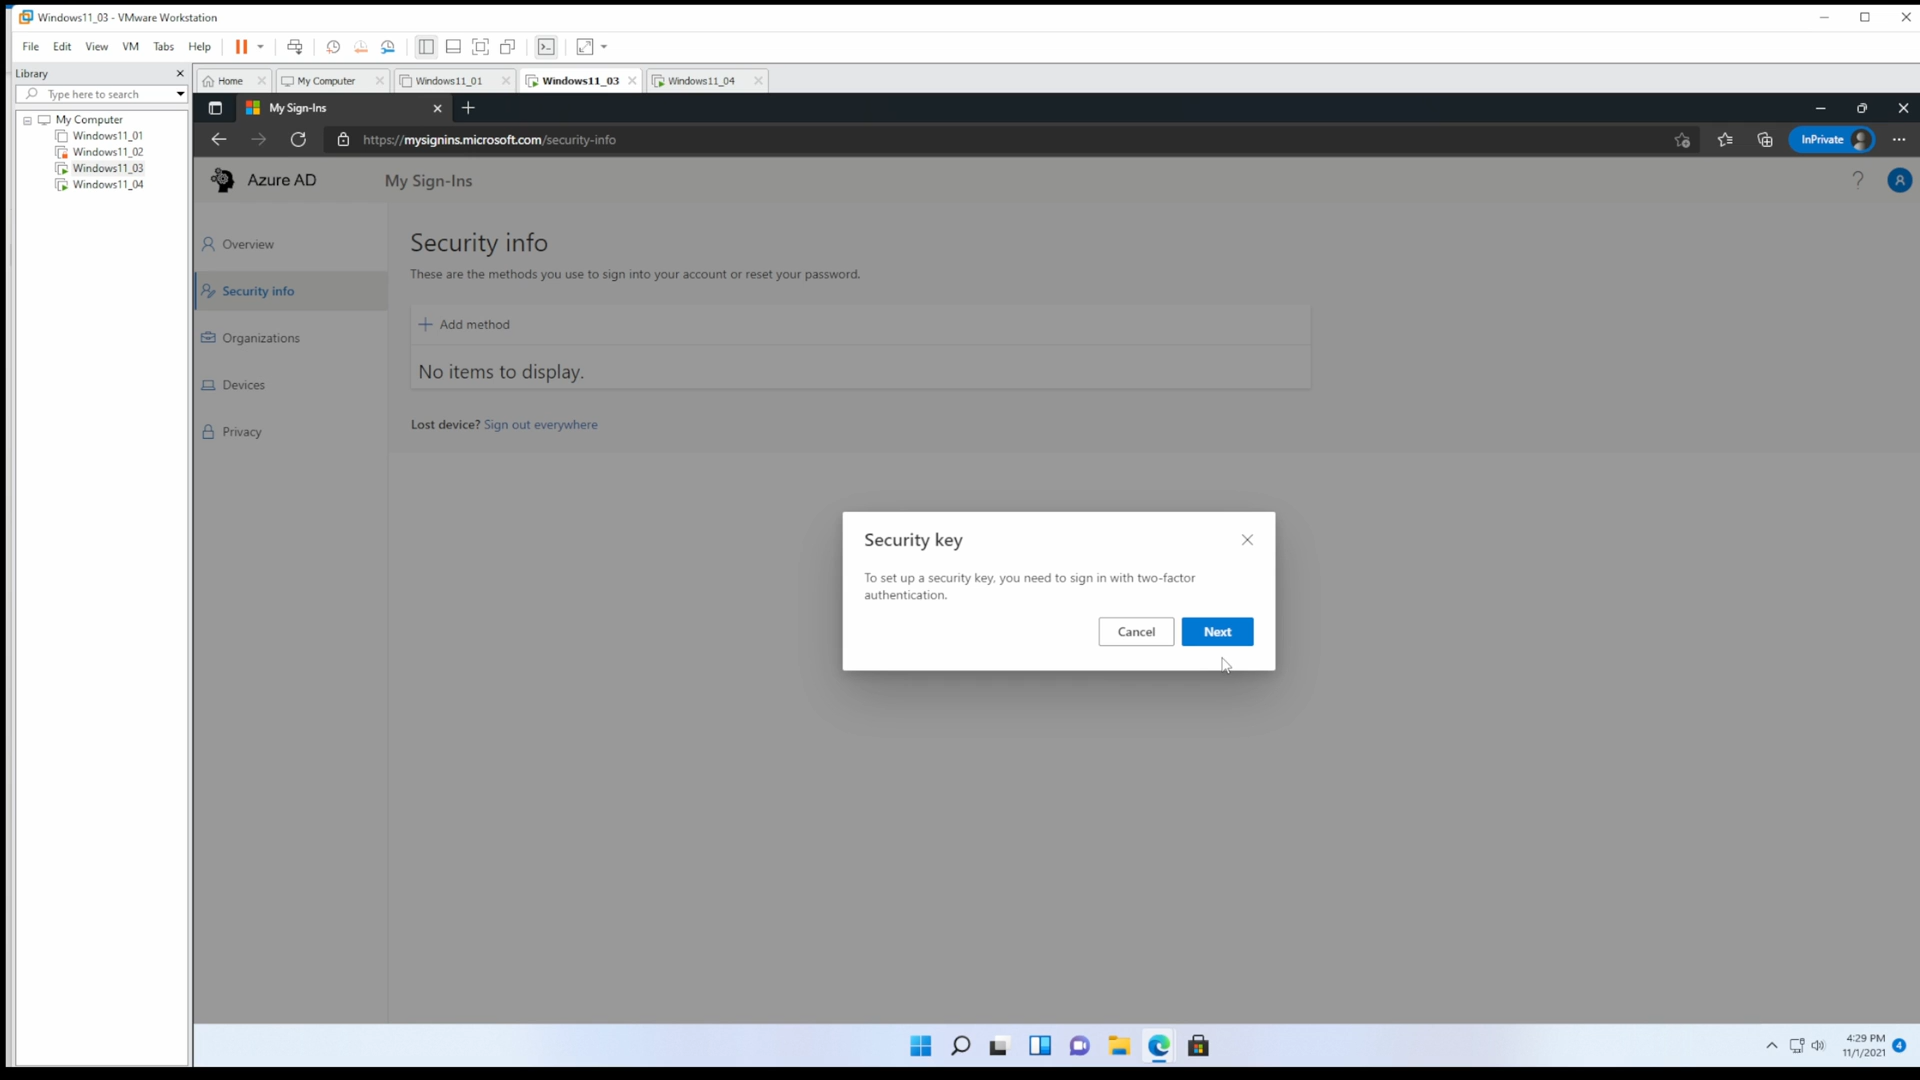 Windows11_03 - VMware Workstation
File Edit View VM Tabs Help
Library
Type here to search
My Computer
Windows11_01
Windows11_02
Windows11_03
Windows11_04
Home My Computer Windows11_01 Windows11_03 Windows11_04
My Sign-Ins
https://mysignins.microsoft.com/security-info
InPrivate
Azure AD My Sign-Ins
?
Overview
Security info
Organizations
Devices
Privacy
Security info
These are the methods you use to sign into your account or reset your password.
Add method
No items to display.
Lost device? Sign out everywhere
Security key
To set up a security key, you need to sign in with two-factor
authentication.
Cancel Next
4:29 PM
11/1/2021
4